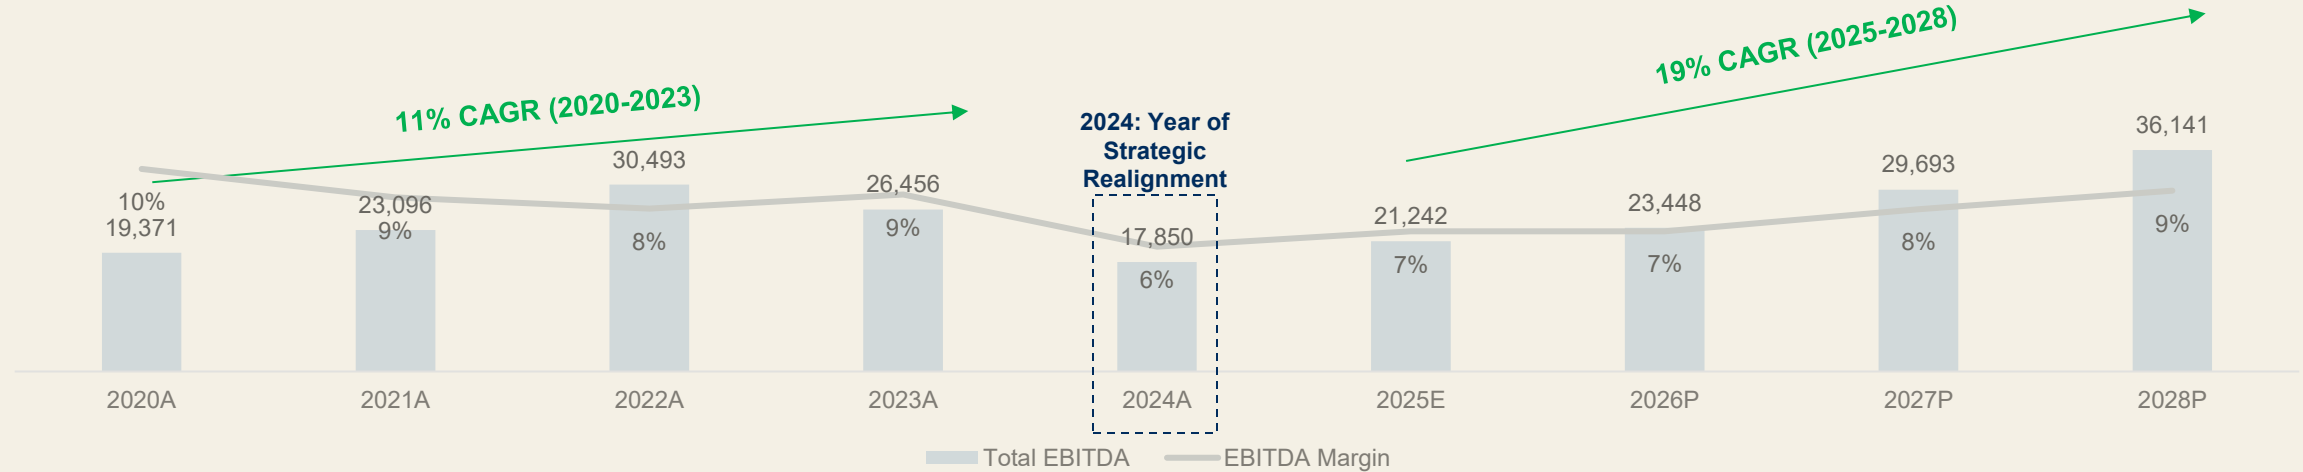 11% CAGR (2020-2023)
19% CAGR (2025-2028)
2024: Year of
Strategic
Realignment
10%
19,371
23,096
9%
30,493
8%
26,456
9%
17,850
6%
21,242
7%
23,448
7%
29,693
8%
36,141
9%
2020A
2021A
2022A
2023A
2024A
2025E
2026P
2027P
2028P
Total EBITDA
EBITDA Margin